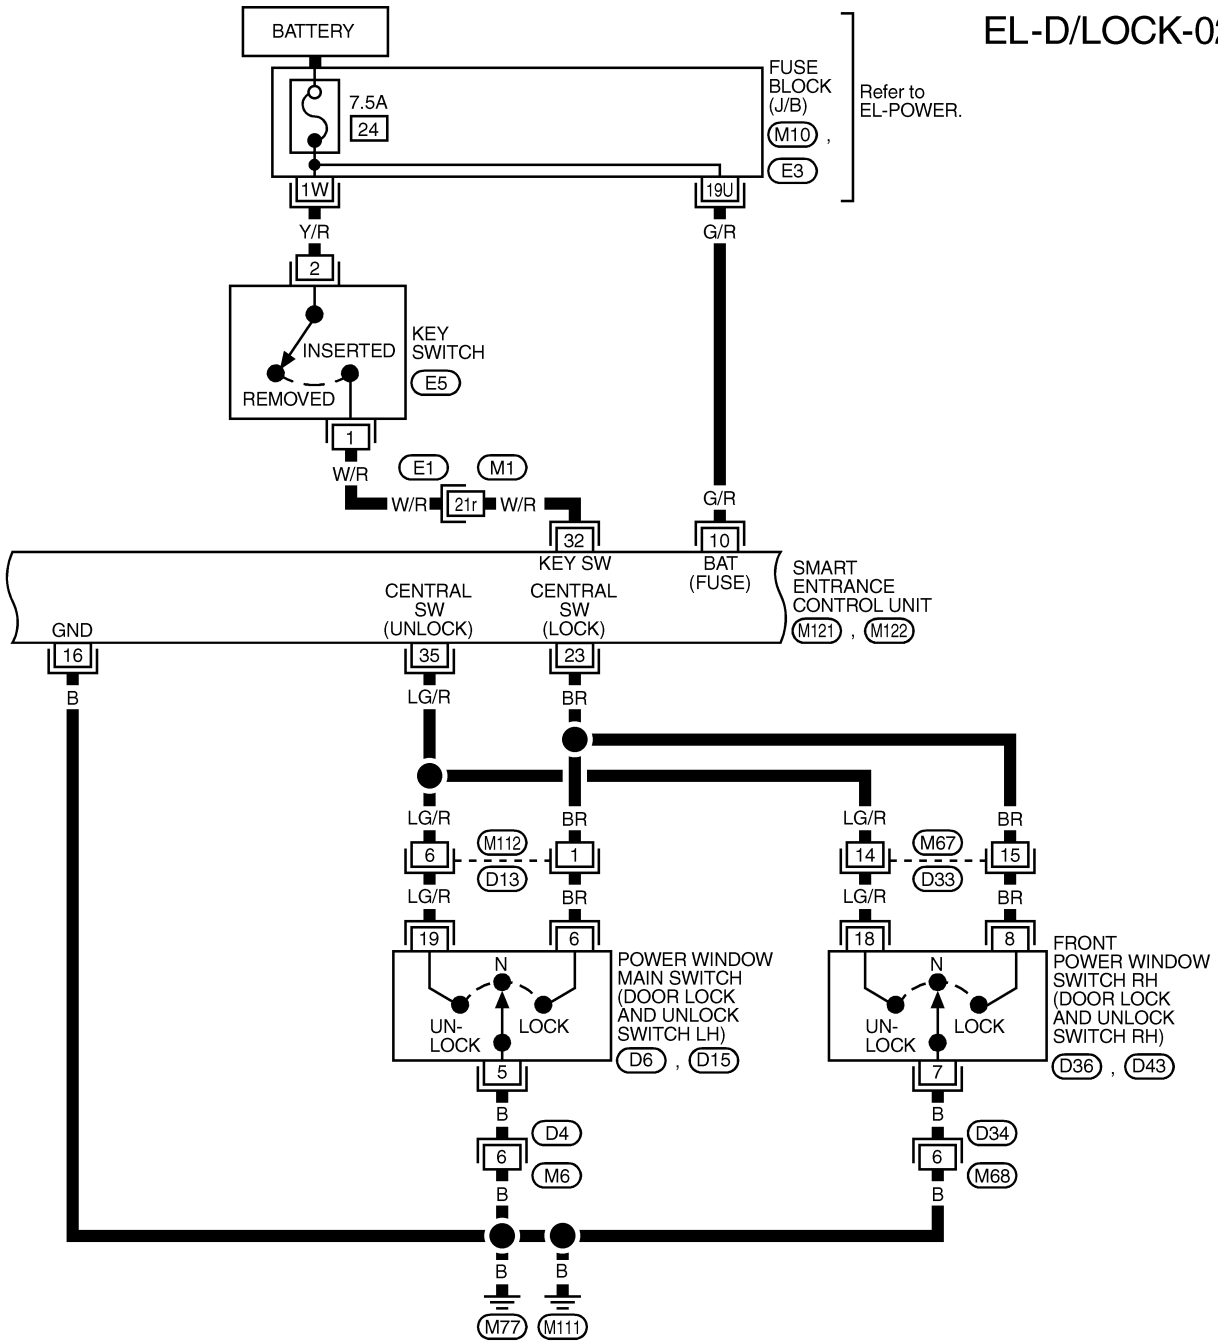 EL-D/LOCK-02
BATTERY
7.5A
24
FUSE
BLOCK
(J/B)
M10 ,
E3
Refer to
EL-POWER.
1W
19U
Y/R
G/R
2
INSERTED
REMOVED
KEY
SWITCH
E5
1
W/R
E1
M1
W/R
21r
W/R
G/R
32
10
KEY SW
BAT
(FUSE)
CENTRAL
SW
(UNLOCK)
CENTRAL
SW
(LOCK)
GND
SMART
ENTRANCE
CONTROL UNIT
M121 , M122
16
35
23
B
LG/R
BR
LG/R
BR
LG/R
BR
6
M112
D13
1
14
M67
D33
15
LG/R
BR
LG/R
BR
19
6
18
8
N
UN-
LOCK
LOCK
POWER WINDOW
MAIN SWITCH
(DOOR LOCK
AND UNLOCK
SWITCH LH)
D6 , D15
N
UN-
LOCK
LOCK
FRONT
POWER WINDOW
SWITCH RH
(DOOR LOCK
AND UNLOCK
SWITCH RH)
D36 , D43
5
7
B
B
D4
6
M6
D34
6
M68
B
B
B
B
M77
M111